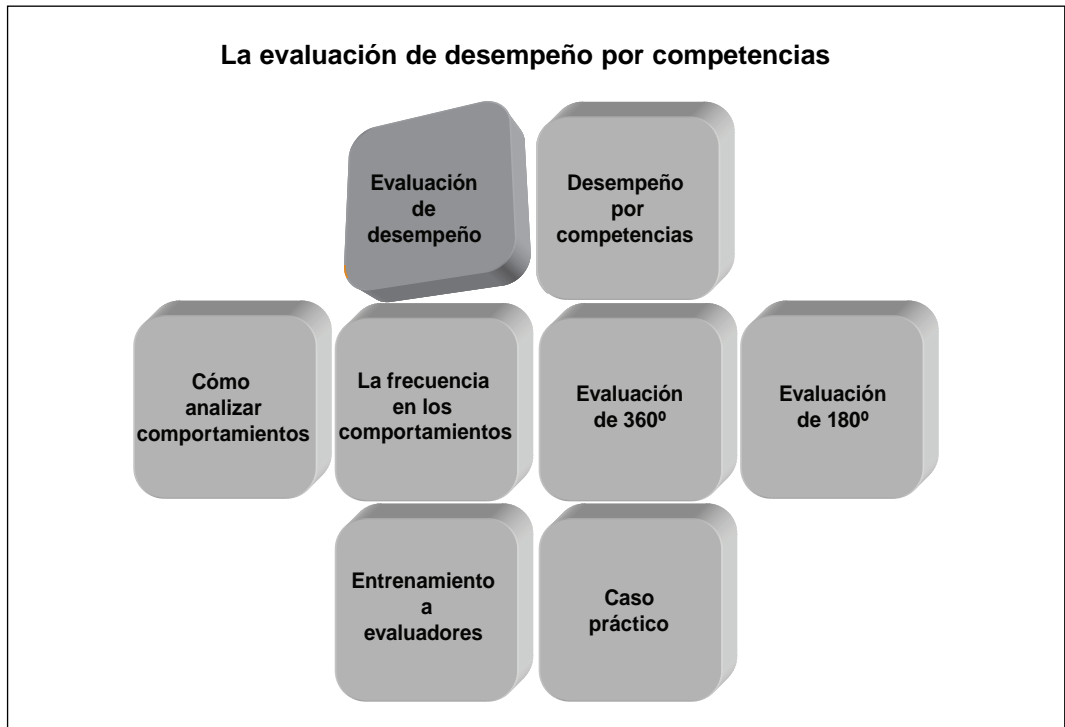 La evaluación de desempeño por competencias
Evaluación
de
desempeño
Desempeño
por
competencias
Cómo
analizar
comportamientos
La frecuencia
en los
comportamientos
Evaluación
de 360º
Evaluación
de 180º
Entrenamiento
a
evaluadores
Caso
práctico